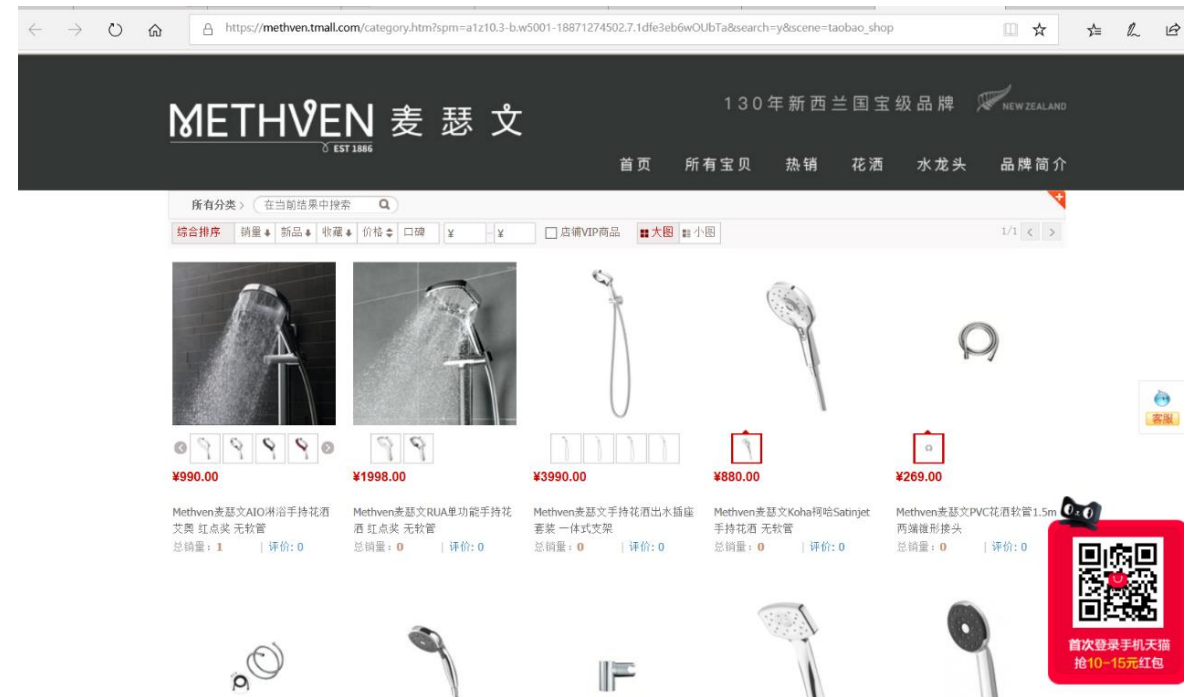 https://methven.tmall.com/category.htm?spm=a1z10.3-b.w5001-18871274502.7.1dfe3eb6wOUbTa&search=y&scene=taobao_shop
METHVEN 麦瑟文
EST 1886
130年新西兰国宝级品牌 NEW ZEALAND
首页 所有宝贝 热销 花洒 水龙头 品牌简介
所有分类> 在当前结果中搜索
综合排序 销量 新品 收藏 价格 口碑 ¥ - ¥ 店铺VIP商品 大图 小图 1/1 < >
客服
¥990.00 ¥1998.00 ¥3990.00 ¥880.00 ¥269.00
Methven麦瑟文AIO淋浴手持花洒 Methven麦瑟文RUA单功能手持花 Methven麦瑟文手持花洒出水插座 Methven麦瑟文Koha柯哈Satinjet Methven麦瑟文PVC花洒软管1.5m
艾奥 红点奖 无软管 洒 红点奖 无软管 套装 一体式支架 手持花洒 无软管 两端锥形接头
总销量：1 | 评价: 0 总销量：0 | 评价: 0 总销量：0 | 评价: 0 总销量：0 | 评价: 0 总销量：0 | 评价: 0
首次登录手机天猫
抢10-15元红包